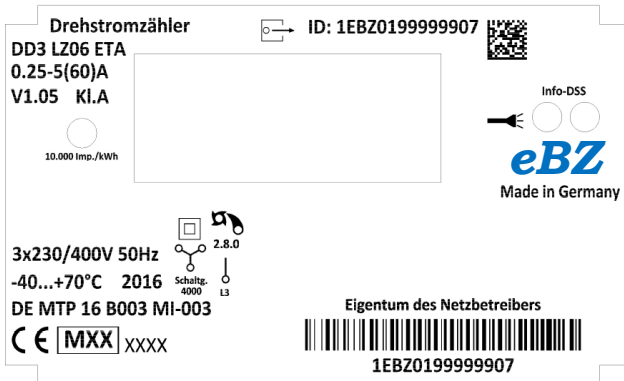 Drehstromzähler
ID: 1EBZ0199999907
DD3 LZ06 ETA
0.25-5(60)A
V1.05 Kl.A
Info-DSS
10.000 Imp./kWh
eBZ
Made in Germany
2.8.0
3x230/400V 50Hz
-40...+70°C 2016
Schaltg.
4000
L3
DE MTP 16 B003 MI-003
CE MXX XXXX
Eigentum des Netzbetreibers
1EBZ0199999907